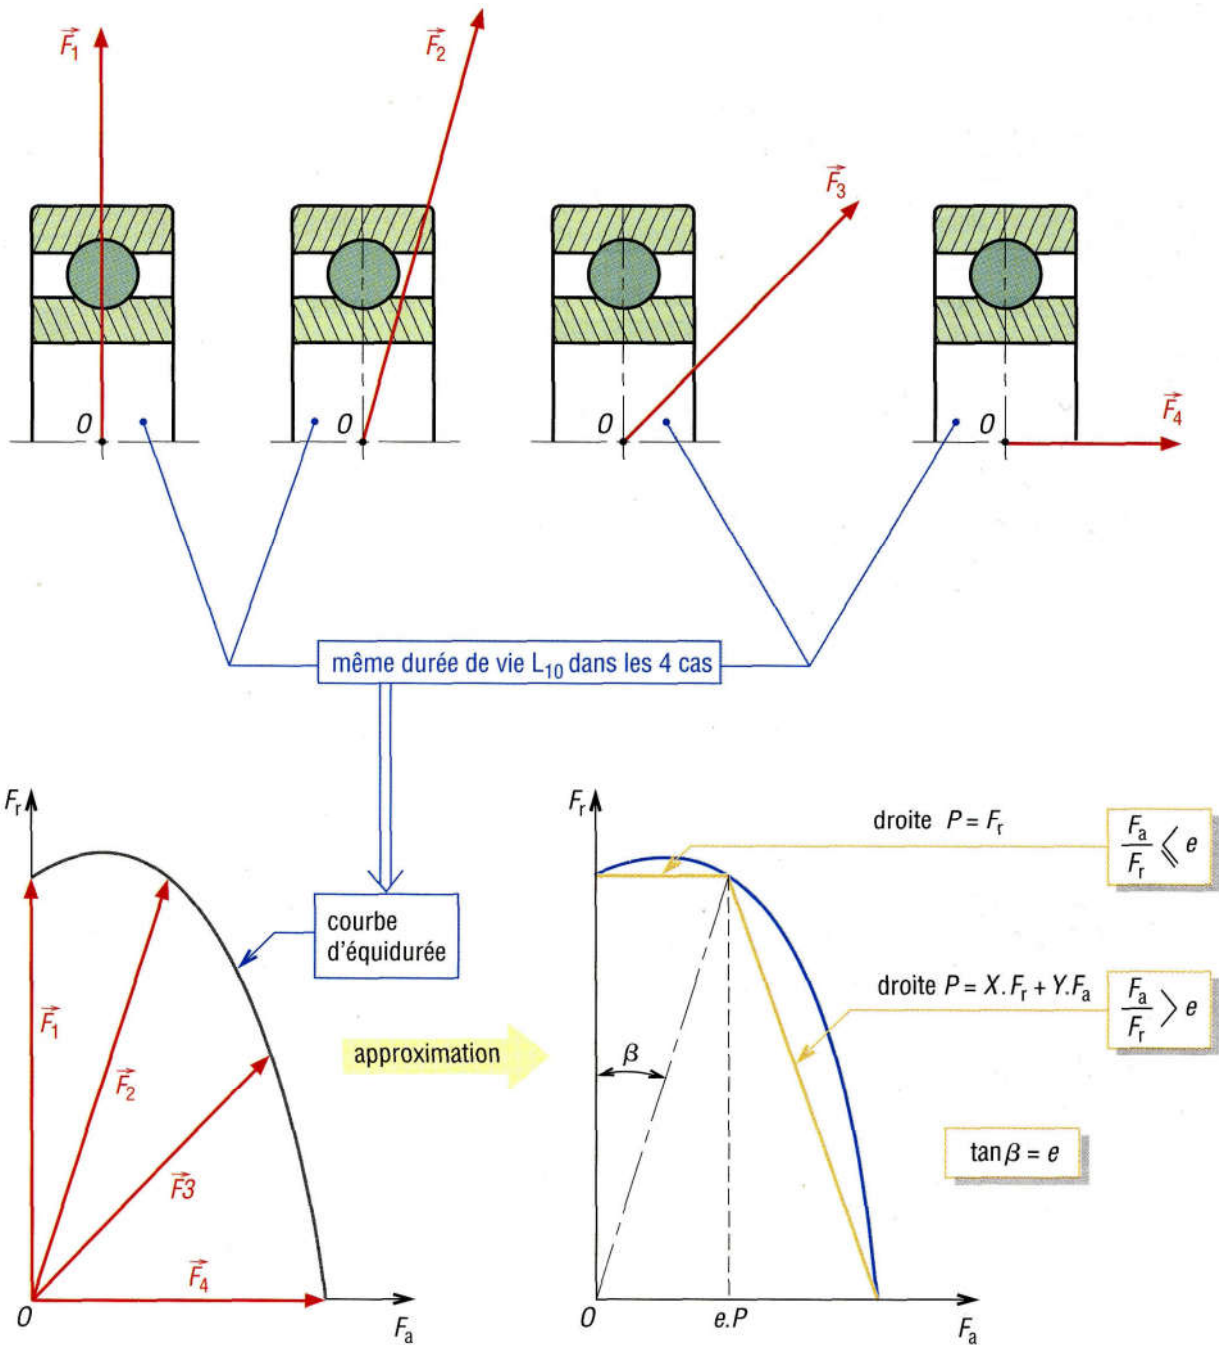 F₁
F₂
F₃
F₄
O
O
O
O
même durée de vie L₁₀ dans les 4 cas
Fᵣ
F₁
F₂
F3
F₄
O
Fₐ
courbe
d'équidurée
approximation
Fᵣ
droite P = Fᵣ
Fₐ/Fᵣ ⩽ e
droite P = X.Fᵣ + Y.Fₐ
Fₐ/Fᵣ > e
β
tan β = e
O
e.P
Fₐ